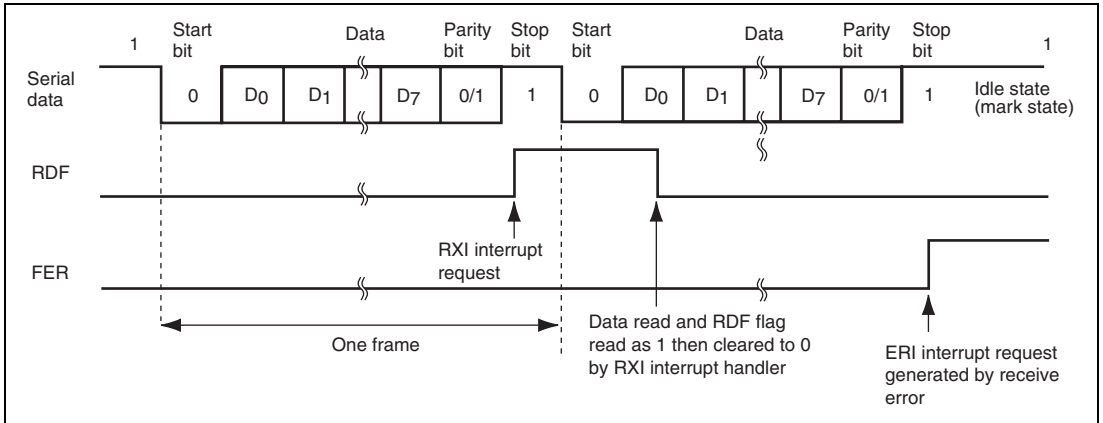 1
Start
bit
Data
Parity
bit
Stop
bit
Start
bit
Data
Parity
bit
Stop
bit
1
Serial
data
0
D0
D1
D7
0/1
1
0
D0
D1
D7
0/1
1
Idle state
(mark state)
RDF
RXI interrupt
request
FER
One frame
Data read and RDF flag
read as 1 then cleared to 0
by RXI interrupt handler
ERI interrupt request
generated by receive
error